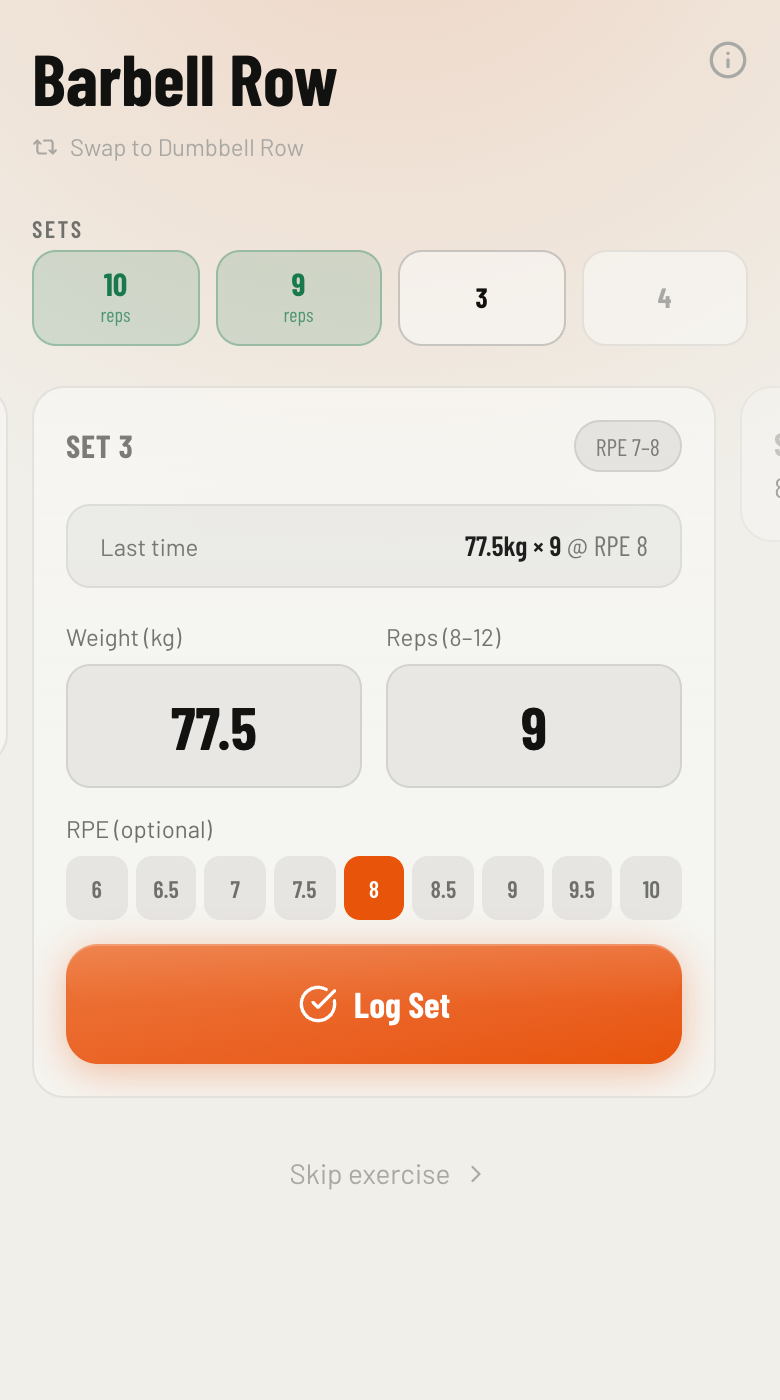 Barbell Row
Swap to Dumbbell Row
SETS
10 9 3 4
reps reps
SET 3 RPE 7–8
Last time 77.5kg × 9 @ RPE 8
Weight (kg) Reps (8–12)
77.5 9
RPE (optional)
6 6.5 7 7.5 8 8.5 9 9.5 10
Log Set
Skip exercise